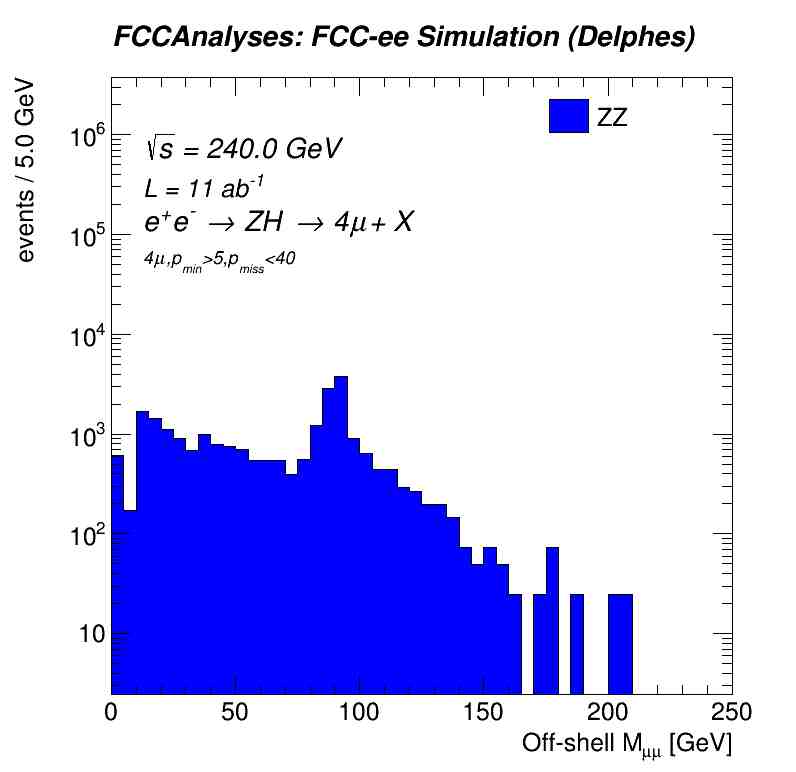 FCCAnalyses: FCC-ee Simulation (Delphes)
events / 5.0 GeV
ZZ
√s = 240.0 GeV
L = 11 ab⁻¹
e⁺e⁻ → ZH → 4μ + X
4μ,p_min>5,p_miss<40
10⁶
10⁵
10⁴
10³
10²
10
0 50 100 150 200 250
Off-shell M_μμ [GeV]